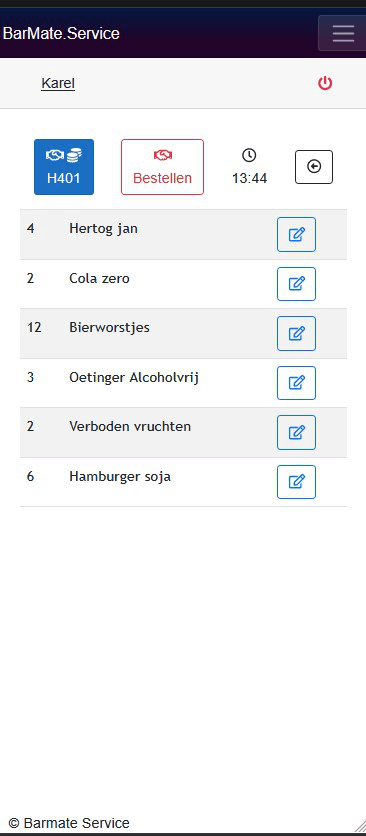 BarMate.Service
Karel
H401
Bestellen
13:44
4 Hertog jan
2 Cola zero
12 Bierworstjes
3 Oetinger Alcoholvrij
2 Verboden vruchten
6 Hamburger soja
© Barmate Service